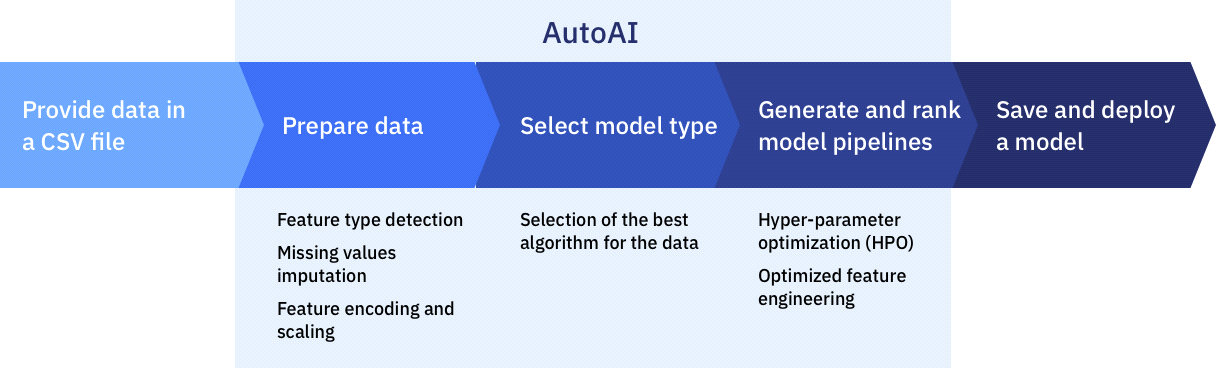 AutoAI
Provide data in
a CSV file
Prepare data
Select model type
Generate and rank
model pipelines
Save and deploy
a model
Feature type detection
Missing values
imputation
Feature encoding and
scaling
Selection of the best
algorithm for the data
Hyper-parameter
optimization (HPO)
Optimized feature
engineering